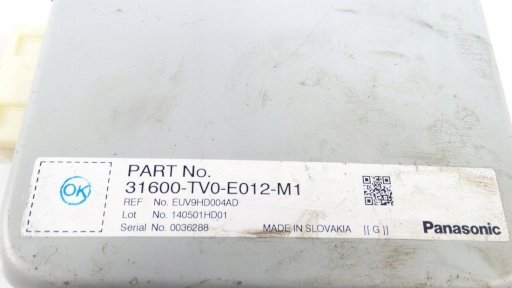 OK
PART No.
31600-TV0-E012-M1
REF No. EUV9HD004AD
Lot No. 140501HD01
Serial No. 0036288 MADE IN SLOVAKIA [[ G ]] Panasonic